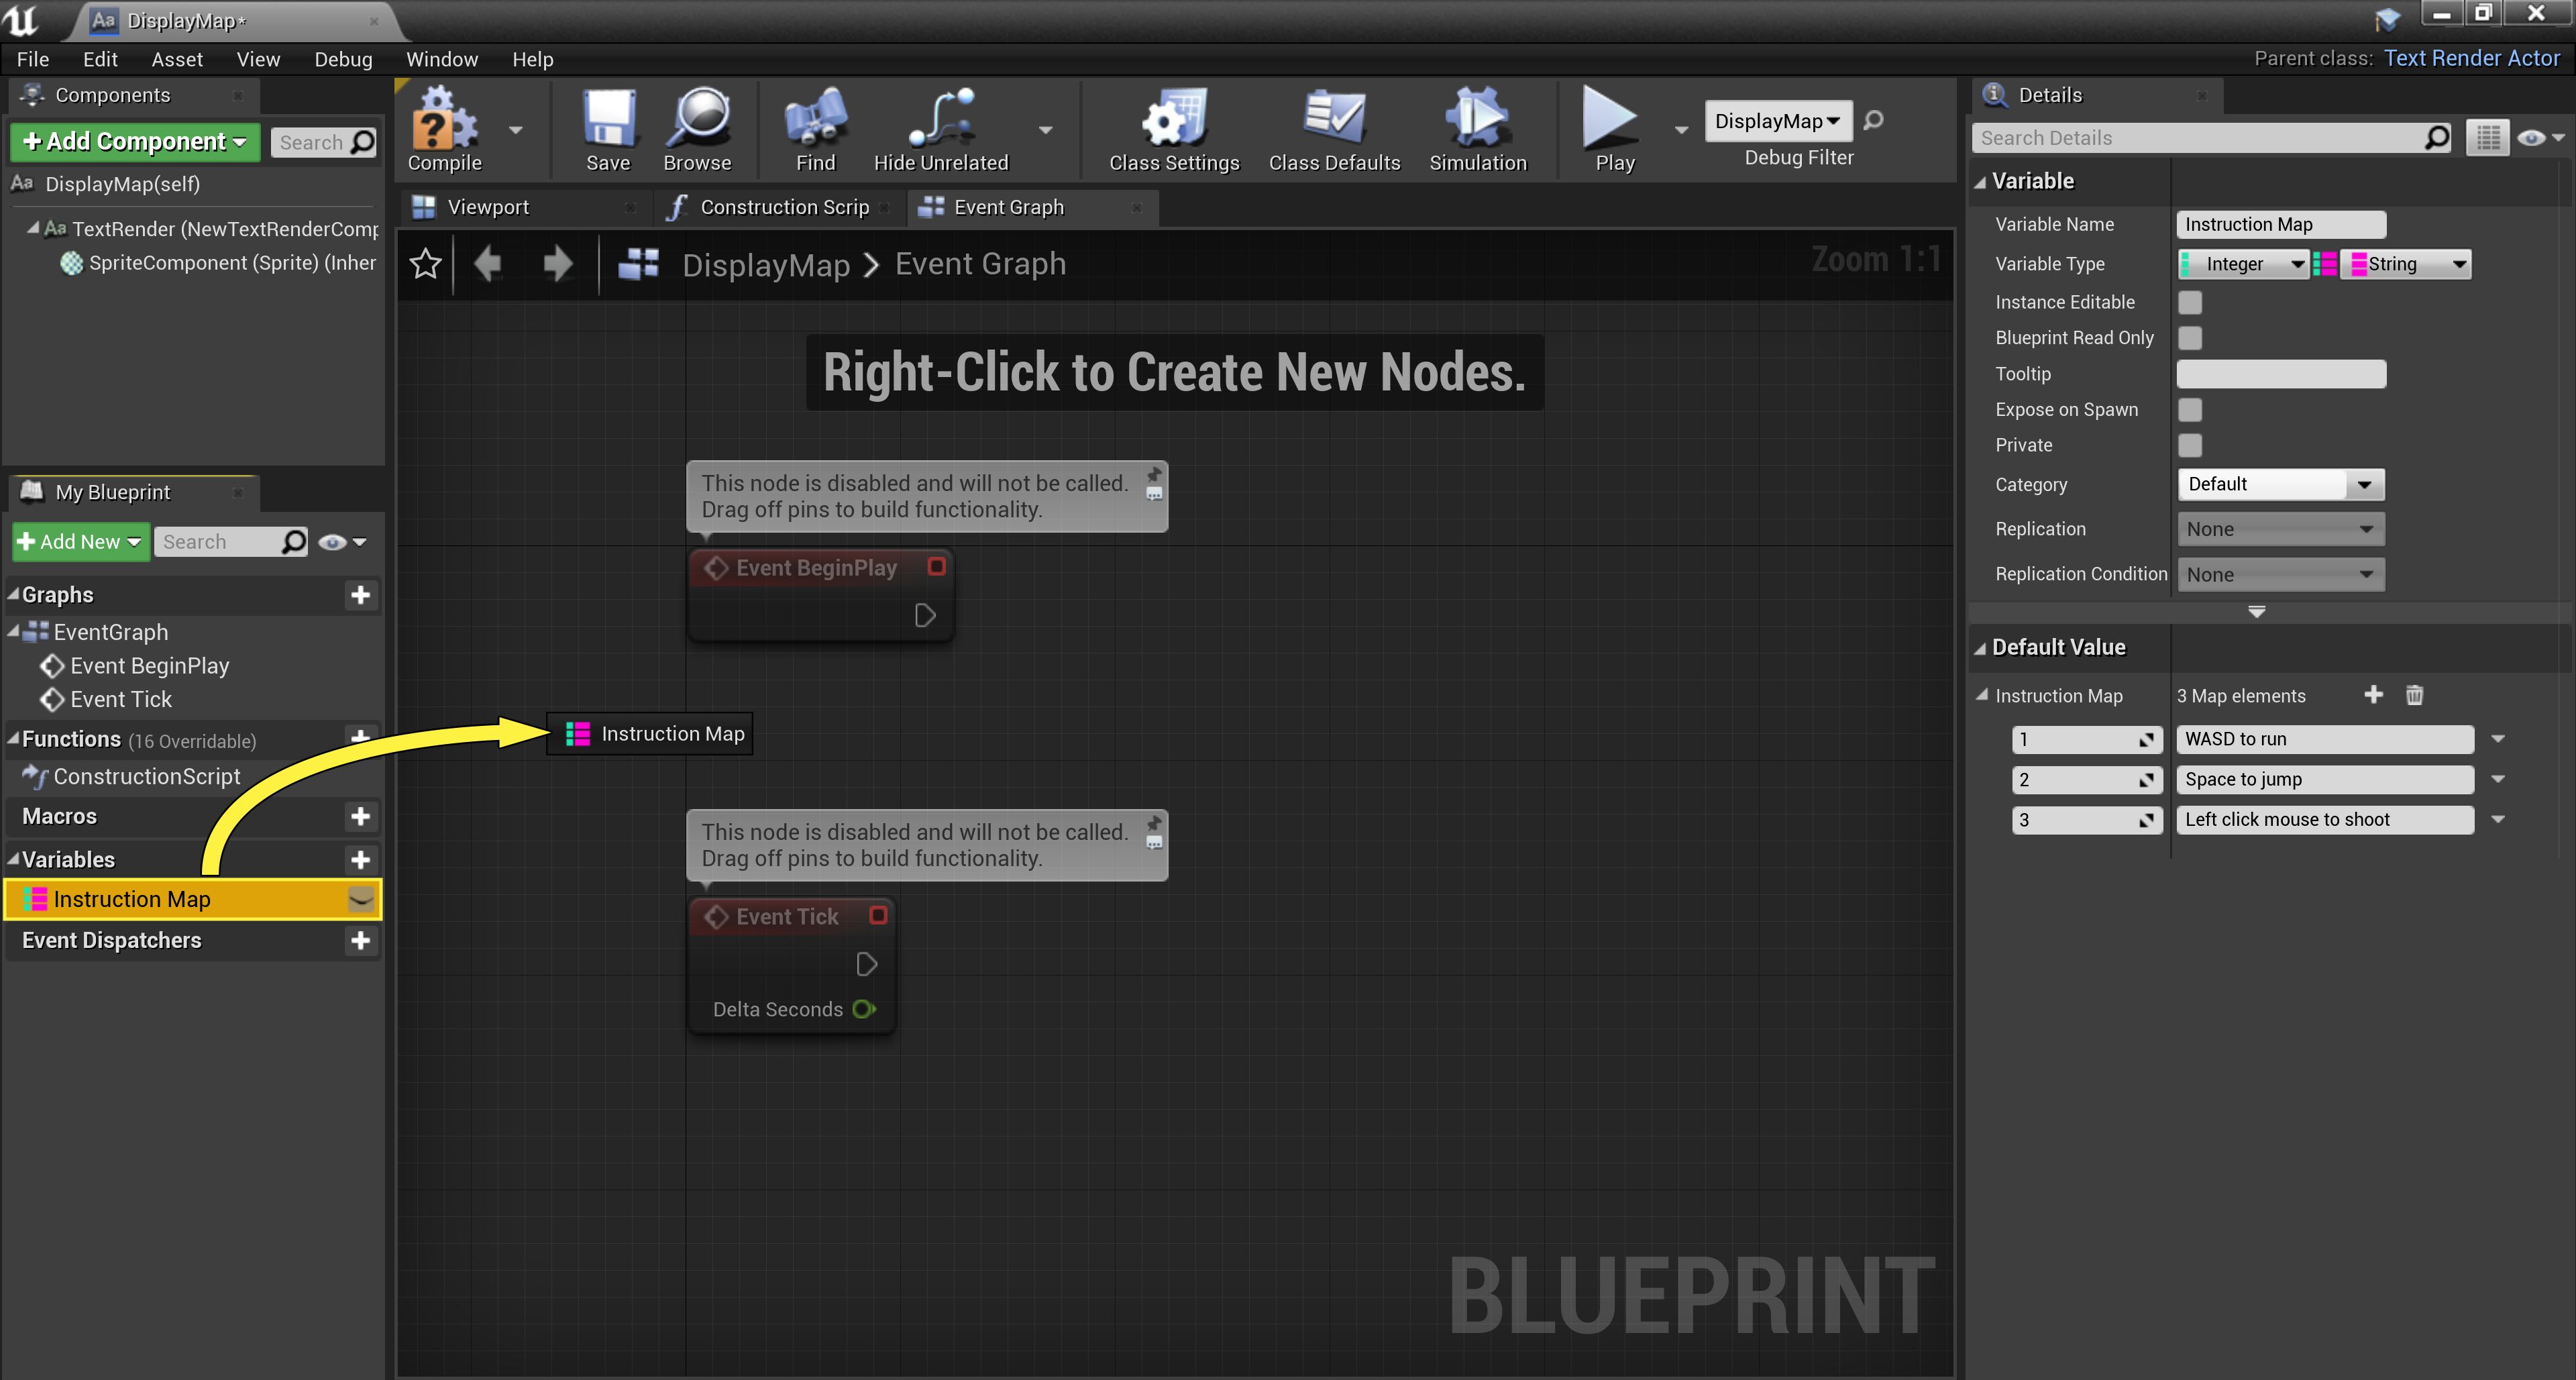 DisplayMap*
File Edit Asset View Debug Window Help
Parent class: Text Render Actor
Components
Add Component
Search
DisplayMap(self)
TextRender (NewTextRenderComp
SpriteComponent (Sprite) (Inher
My Blueprint
Add New
Search
Graphs
EventGraph
Event BeginPlay
Event Tick
Functions (16 Overridable)
ConstructionScript
Macros
Variables
Instruction Map
Event Dispatchers
Compile
Save
Browse
Find
Hide Unrelated
Class Settings
Class Defaults
Simulation
Play
DisplayMap
Debug Filter
Viewport
Construction Scrip
Event Graph
DisplayMap > Event Graph
Zoom 1:1
Right-Click to Create New Nodes.
This node is disabled and will not be called.
Drag off pins to build functionality.
Event BeginPlay
Instruction Map
This node is disabled and will not be called.
Drag off pins to build functionality.
Event Tick
Delta Seconds
BLUEPRINT
Details
Search Details
Variable
Variable Name Instruction Map
Variable Type Integer String
Instance Editable
Blueprint Read Only
Tooltip
Expose on Spawn
Private
Category Default
Replication None
Replication Condition None
Default Value
Instruction Map 3 Map elements
1 WASD to run
2 Space to jump
3 Left click mouse to shoot